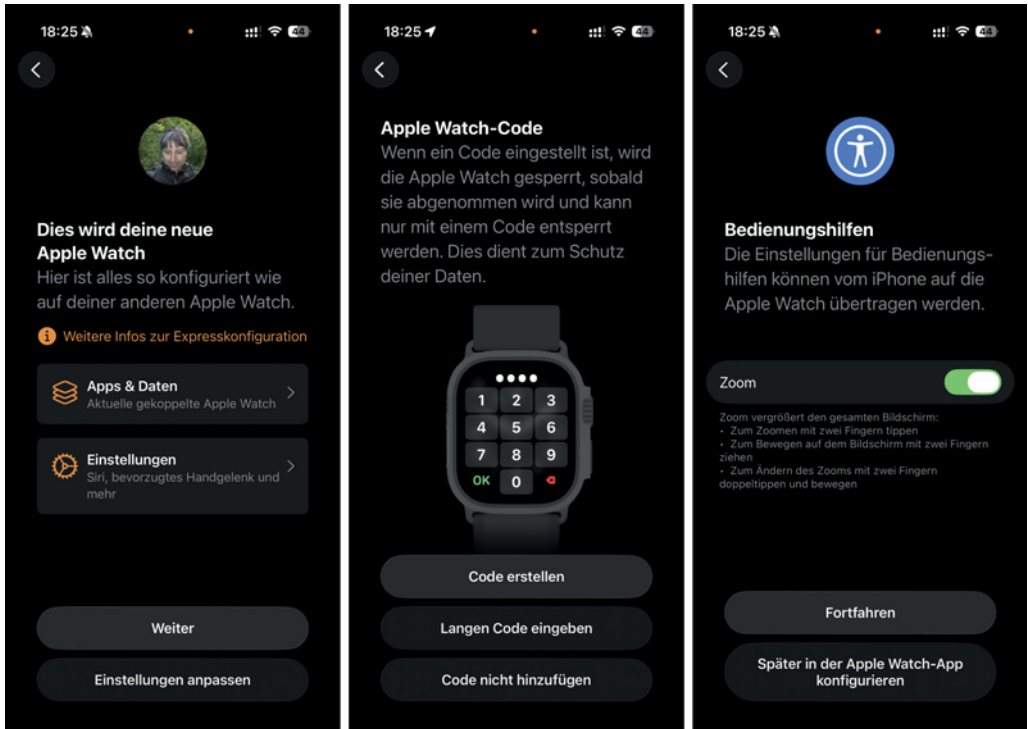 18:25
44
Dies wird deine neue
Apple Watch
Hier ist alles so konfiguriert wie
auf deiner anderen Apple Watch.
Weitere Infos zur Expresskonfiguration
Apps & Daten
Aktuelle gekoppelte Apple Watch
Einstellungen
Siri, bevorzugtes Handgelenk und
mehr
Weiter
Einstellungen anpassen
18:25
44
Apple Watch-Code
Wenn ein Code eingestellt ist, wird
die Apple Watch gesperrt, sobald
sie abgenommen wird und kann
nur mit einem Code entsperrt
werden. Dies dient zum Schutz
deiner Daten.
1 2 3
4 5 6
7 8 9
OK 0
Code erstellen
Langen Code eingeben
Code nicht hinzufügen
18:25
44
Bedienungshilfen
Die Einstellungen für Bedienungs-
hilfen können vom iPhone auf die
Apple Watch übertragen werden.
Zoom
Zoom vergrößert den gesamten Bildschirm:
• Zum Zoomen mit zwei Fingern tippen
• Zum Bewegen auf dem Bildschirm mit zwei Fingern
ziehen
• Zum Ändern des Zooms mit zwei Fingern
doppeltippen und bewegen
Fortfahren
Später in der Apple Watch-App
konfigurieren